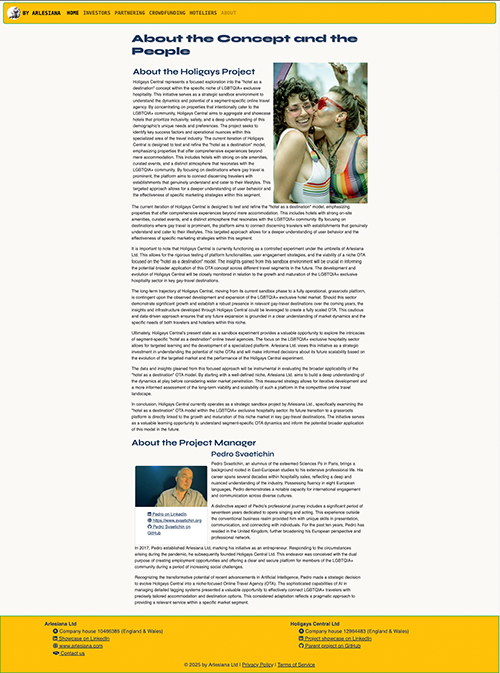 BY ARLESIANA HOME INVESTORS PARTNERING CROWDFUNDING HOTELIERS ABOUT
About the Concept and the
People
About the Holigays Project
Holigays Central represents a focused exploration into the "hotel as a
destination" concept within the specific niche of LGBTQIA+ exclusive
hospitality. This initiative serves as a strategic sandbox environment to
understand the dynamics and potential of a segment-specific online travel
agency. By concentrating on properties that intentionally cater to the
LGBTQIA+ community, Holigays Central aims to aggregate and showcase
hotels that prioritize inclusivity, safety, and a deep understanding of this
demographic's unique needs and preferences. The project seeks to
identify key success factors and operational nuances within this
specialized area of the travel industry. The current iteration of Holigays
Central is designed to test and refine the "hotel as a destination" model,
emphasizing properties that offer comprehensive experiences beyond
mere accommodation. This includes hotels with strong on-site amenities,
curated events, and a distinct atmosphere that resonates with the
LGBTQIA+ community. By focusing on destinations where gay travel is
prominent, the platform aims to connect discerning travelers with
establishments that genuinely understand and cater to their lifestyles. This
targeted approach allows for a deeper understanding of user behavior and
the effectiveness of specific marketing strategies within this segment.
The current iteration of Holigays Central is designed to test and refine the "hotel as a destination" model, emphasizing
properties that offer comprehensive experiences beyond mere accommodation. This includes hotels with strong on-site
amenities, curated events, and a distinct atmosphere that resonates with the LGBTQIA+ community. By focusing on
destinations where gay travel is prominent, the platform aims to connect discerning travelers with establishments that
genuinely understand and cater to their lifestyles. This targeted approach allows for a deeper understanding of user behavior and the
effectiveness of specific marketing strategies within this segment.
It is important to note that Holigays Central is currently functioning as a controlled experiment under the umbrella of Arlesiana
Ltd. This allows for the rigorous testing of platform functionalities, user engagement strategies, and the viability of a niche OTA
focused on the "hotel as a destination" model. The insights gained from this sandbox environment will be crucial in informing
the potential broader application of this OTA concept across different travel segments in the future. The development and
evolution of Holigays Central will be closely monitored in relation to the growth and maturation of the LGBTQIA+ exclusive
hospitality sector in key gay-travel destinations.
The long-term trajectory of Holigays Central, moving from its current sandbox phase to a fully operational, grassroots platform,
is contingent upon the observed development and expansion of the LGBTQIA+ exclusive hotel market. Should this sector
demonstrate significant growth and establish a robust presence in relevant gay-travel destinations over the coming years, the
insights and infrastructure developed through Holigays Central could be leveraged to create a fully scaled OTA. This cautious
and data-driven approach ensures that any future expansion is grounded in a clear understanding of market dynamics and the
specific needs of both travelers and hoteliers within this niche.
Ultimately, Holigays Central's present state as a sandbox experiment provides a valuable opportunity to explore the intricacies
of segment-specific "hotel as a destination" online travel agencies. The focus on the LGBTQIA+ exclusive hospitality sector
allows for targeted learning and the development of a specialized platform. Arlesiana Ltd. views this initiative as a strategic
investment in understanding the potential of niche OTAs and will make informed decisions about its future scalability based on
the evolution of the targeted market and the performance of the Holigays Central experiment.
The data and insights gleaned from this focused approach will be instrumental in evaluating the broader applicability of the
"hotel as a destination" OTA model. By starting with a well-defined niche, Arlesiana Ltd. aims to build a deep understanding of
the dynamics at play before considering wider market penetration. This measured strategy allows for iterative development and
a more informed assessment of the long-term viability and scalability of such a platform in the competitive online travel
landscape.
In conclusion, Holigays Central currently operates as a strategic sandbox project by Arlesiana Ltd., specifically examining the
"hotel as a destination" OTA model within the LGBTQIA+ exclusive hospitality sector. Its future transition to a grassroots
platform is directly linked to the growth and maturation of this niche market in key gay-travel destinations. The initiative serves
as a valuable learning opportunity to understand segment-specific OTA dynamics and inform the potential broader application
of this model in the future.
About the Project Manager
Pedro Svaetichin
Pedro Svaetichin, an alumnus of the esteemed Sciences Po in Paris, brings a
background rooted in East-European studies to his extensive professional life. His
career spans several decades within hospitality sales, reflecting a deep and
nuanced understanding of the industry. Possessing fluency in eight European
languages, Pedro demonstrates a notable capacity for international engagement
and communication across diverse cultures.
Pedro on LinkedIn
https://www.svaetichin.org
Pedro Svaetichin on
GitHub
A distinctive aspect of Pedro's professional journey includes a significant period of
seventeen years dedicated to opera singing and acting. This experience outside
the conventional business realm provided him with unique skills in presentation,
communication, and connecting with individuals. For the past ten years, Pedro has
resided in the United Kingdom, further broadening his European perspective and
professional network.
In 2017, Pedro established Arlesiana Ltd, marking his initiative as an entrepreneur. Responding to the circumstances
arising during the pandemic, he subsequently founded Holigays Central Ltd. This endeavor was conceived with the dual
purpose of creating employment opportunities and offering a clear and secure platform for members of the LGBTQIA+
community during a period of increasing social challenges.
Recognizing the transformative potential of recent advancements in Artificial Intelligence, Pedro made a strategic decision
to evolve Holigays Central into a niche-focused Online Travel Agency (OTA). The sophisticated capabilities of AI in
managing detailed tagging systems presented a valuable opportunity to effectively connect LGBTQIA+ travelers with
precisely tailored accommodation and destination options. This considered adaptation reflects a pragmatic approach to
providing a relevant service within a specific market segment.
Arlesiana Ltd
Company house 10486386 (England & Wales)
Showcase on LinkedIn
www.arlesiana.com
Contact us
Holigays Central Ltd
Company house 12964483 (England & Wales)
Project showcase on LinkedIn
Parent project on GitHub
© 2025 by Arlesiana Ltd | Privacy Policy | Terms of Service